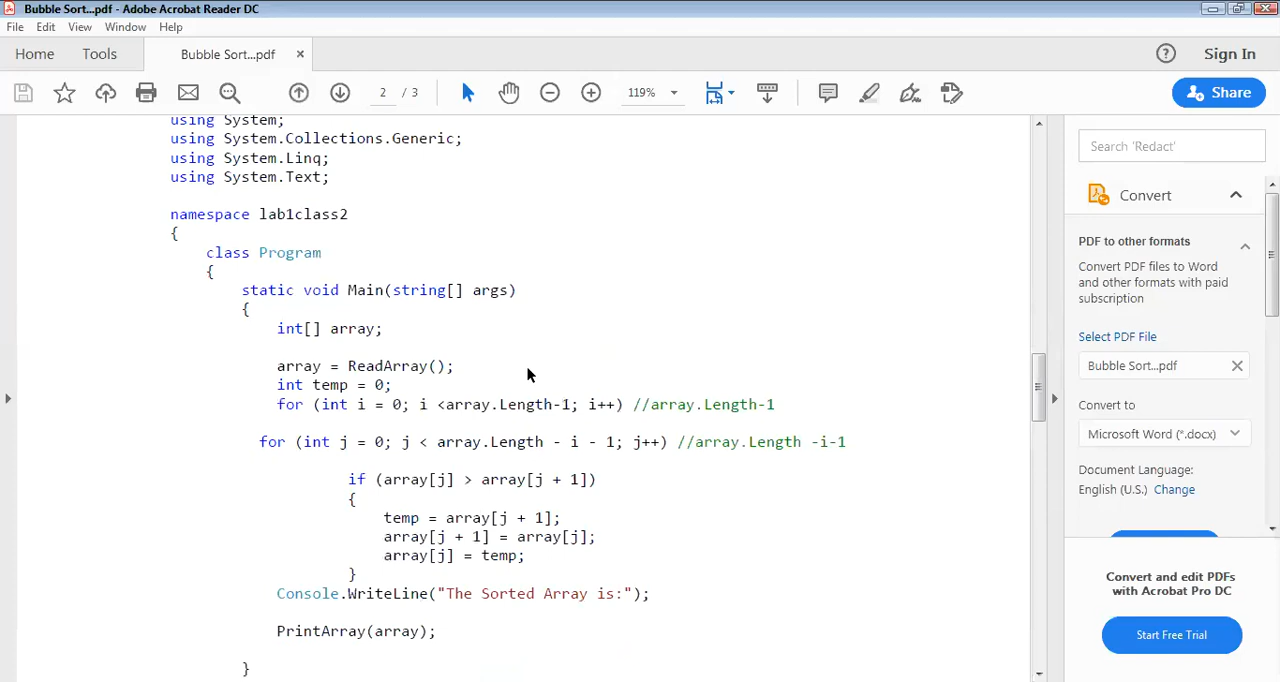 Bubble Sort...pdf - Adobe Acrobat Reader DC
File Edit View Window Help
Home Tools Bubble Sort...pdf × Sign In
2 / 3 119% Share
using System;
using System.Collections.Generic;
using System.Linq;
using System.Text;
namespace lab1class2
{
class Program
{
static void Main(string[] args)
{
int[] array;
array = ReadArray();
int temp = 0;
for (int i = 0; i <array.Length-1; i++) //array.Length-1
for (int j = 0; j < array.Length - i - 1; j++) //array.Length -i-1
if (array[j] > array[j + 1])
{
temp = array[j + 1];
array[j + 1] = array[j];
array[j] = temp;
}
Console.WriteLine("The Sorted Array is:");
PrintArray(array);
}
Search 'Redact'
Convert
PDF to other formats
Convert PDF files to Word
and other formats with paid
subscription
Select PDF File
Bubble Sort...pdf
Convert to
Microsoft Word (*.docx)
Document Language:
English (U.S.) Change
Convert and edit PDFs
with Acrobat Pro DC
Start Free Trial